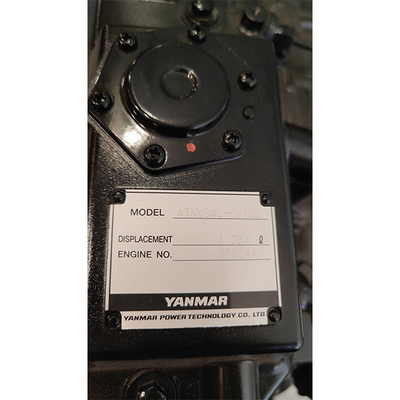 MODEL
DISPLACEMENT ℓ
ENGINE NO.
YANMAR
YANMAR POWER TECHNOLOGY CO., LTD.